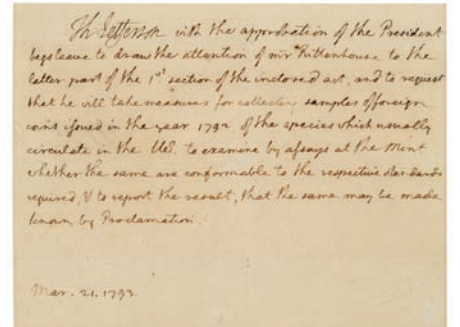 Th Jefferson with the approbation of the President
begs leave to draw the attention of mr Rittenhouse to the
latter part of the 1st section of the inclosed act, and to request
that he will take measures for collecting samples of foreign
coins issued in the year 1792. of the species which usually
circulate in the U.S. to examine by assays at the mint
whether the same are conformable to the respective standards
required, & to report the result, that the same may be made
known by Proclamation.
Mar. 21. 1793.